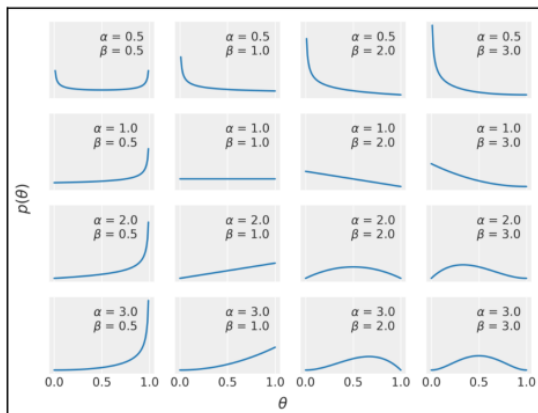 α = 0.5
β = 0.5
α = 0.5
β = 1.0
α = 0.5
β = 2.0
α = 0.5
β = 3.0
α = 1.0
β = 0.5
α = 1.0
β = 1.0
α = 1.0
β = 2.0
α = 1.0
β = 3.0
p(θ)
α = 2.0
β = 0.5
α = 2.0
β = 1.0
α = 2.0
β = 2.0
α = 2.0
β = 3.0
α = 3.0
β = 0.5
α = 3.0
β = 1.0
α = 3.0
β = 2.0
α = 3.0
β = 3.0
0.0 0.5 1.0 0.0 0.5 1.0 0.0 0.5 1.0 0.0 0.5 1.0
θ